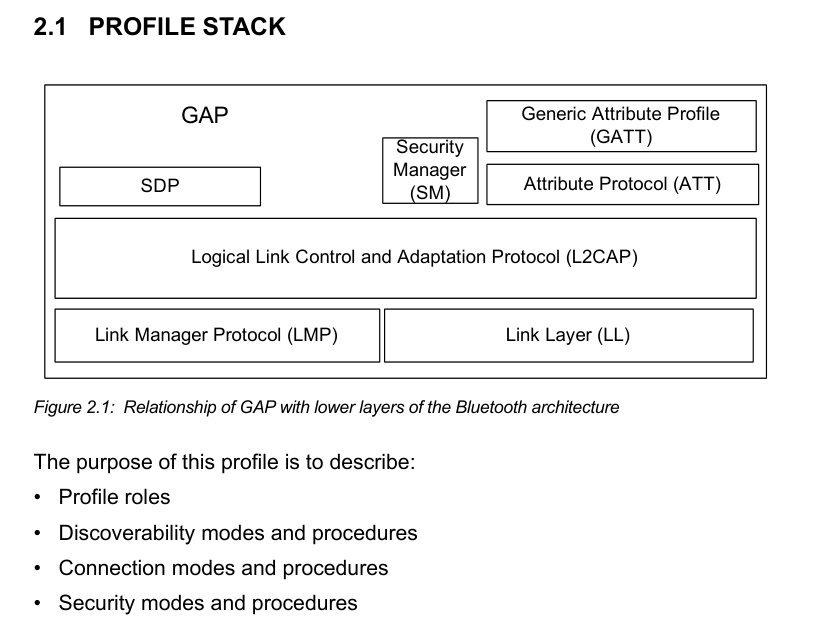 2.1 PROFILE STACK
GAP
Generic Attribute Profile
(GATT)
Security
Manager
(SM)
SDP
Attribute Protocol (ATT)
Logical Link Control and Adaptation Protocol (L2CAP)
Link Manager Protocol (LMP)
Link Layer (LL)
Figure 2.1: Relationship of GAP with lower layers of the Bluetooth architecture
The purpose of this profile is to describe:
• Profile roles
• Discoverability modes and procedures
• Connection modes and procedures
• Security modes and procedures